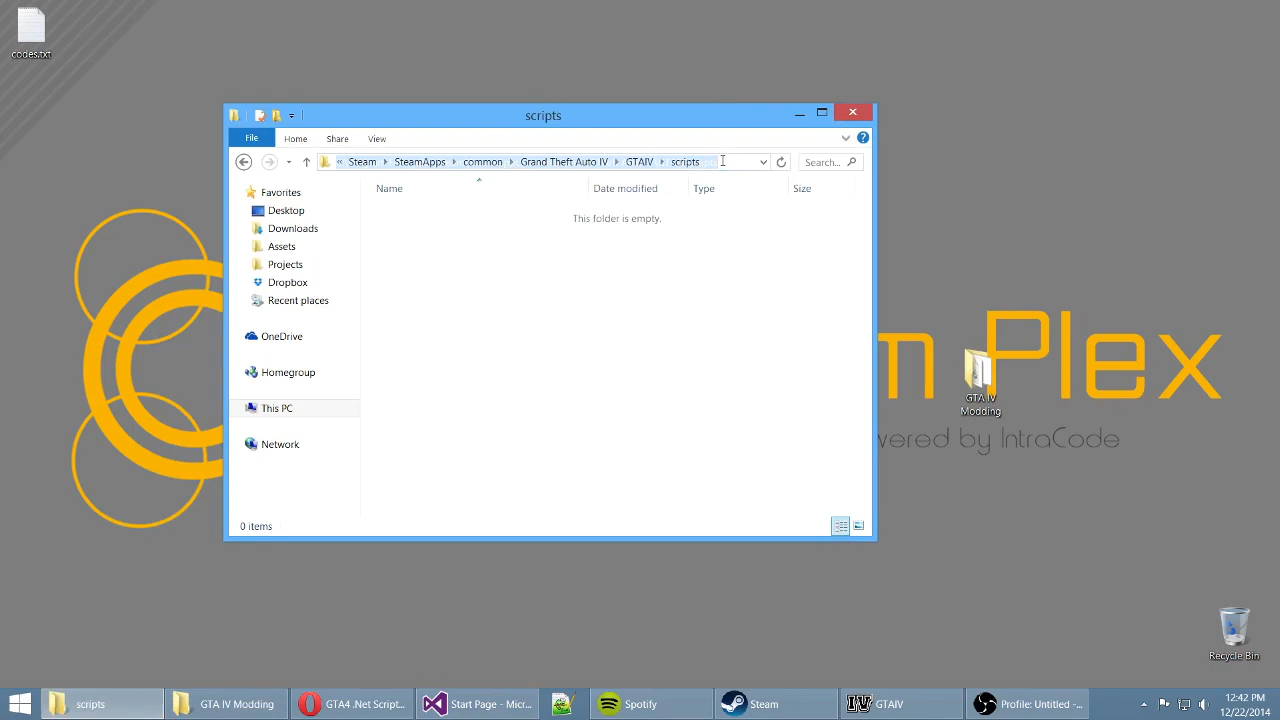 codes.txt
scripts
File
Home
Share
View
« Steam SteamApps common Grand Theft Auto IV GTAIV scripts
Search...
Name
Date modified
Type
Size
This folder is empty.
Favorites
Desktop
Downloads
Assets
Projects
Dropbox
Recent places
OneDrive
Homegroup
This PC
Network
0 items
Plex
by IntraCode
GTA IV
Modding
Recycle Bin
scripts
GTA IV Modding
GTA4 .Net Script...
Start Page - Micr...
Spotify
Steam
IV
GTAIV
Profile: Untitled -...
12:42 PM
12/22/2014